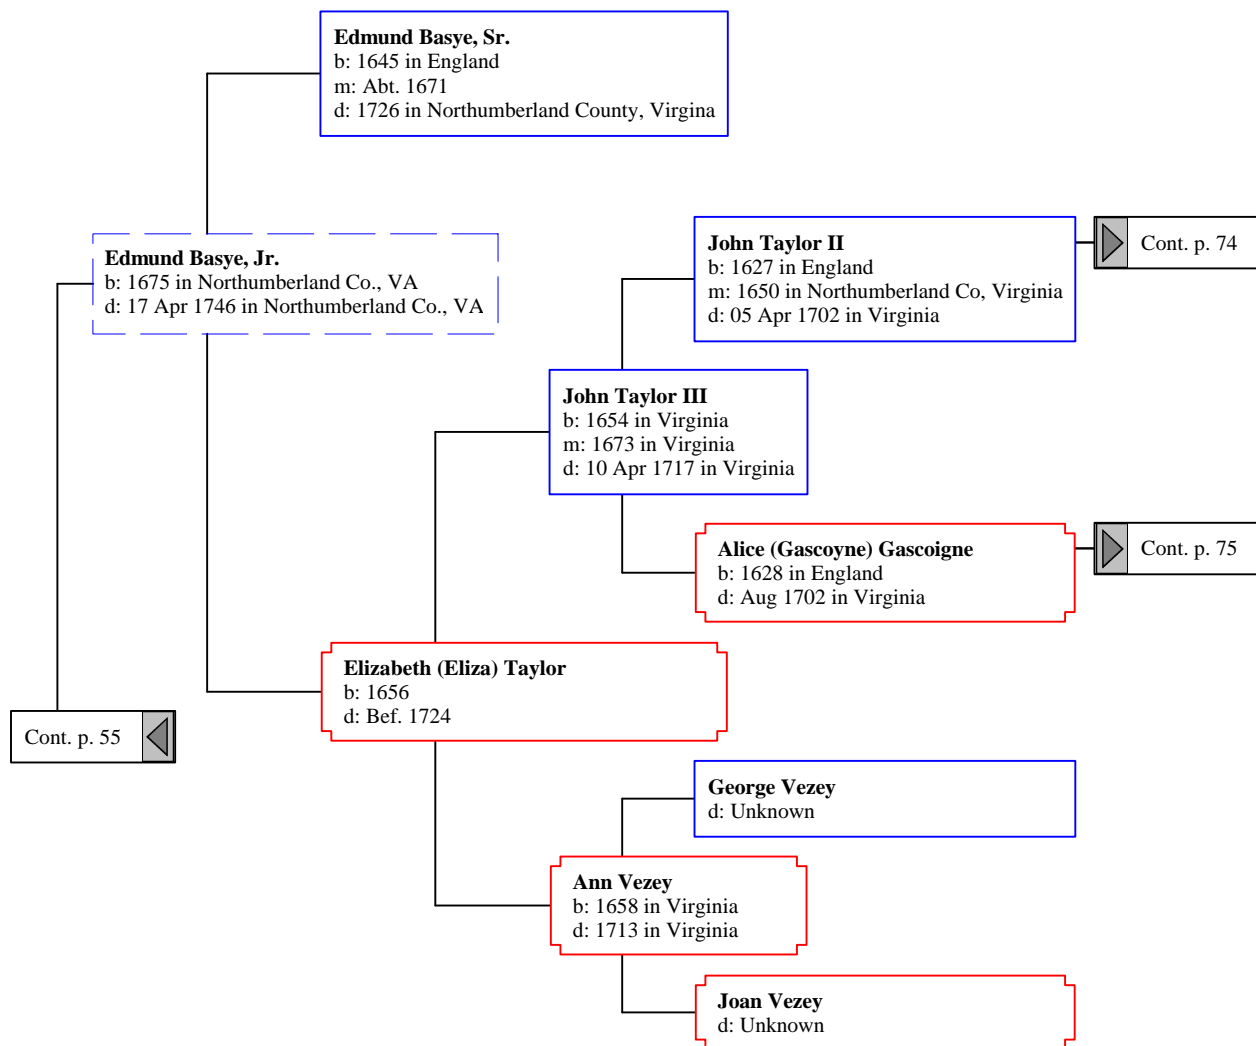 Edmund Basye, Sr.
b: 1645 in England
m: Abt. 1671
d: 1726 in Northumberland County, Virgina
Edmund Basye, Jr.
b: 1675 in Northumberland Co., VA
d: 17 Apr 1746 in Northumberland Co., VA
John Taylor II
b: 1627 in England
m: 1650 in Northumberland Co, Virginia
d: 05 Apr 1702 in Virginia
Cont. p. 74
John Taylor III
b: 1654 in Virginia
m: 1673 in Virginia
d: 10 Apr 1717 in Virginia
Alice (Gascoyne) Gascoigne
b: 1628 in England
d: Aug 1702 in Virginia
Cont. p. 75
Elizabeth (Eliza) Taylor
b: 1656
d: Bef. 1724
Cont. p. 55
George Vezey
d: Unknown
Ann Vezey
b: 1658 in Virginia
d: 1713 in Virginia
Joan Vezey
d: Unknown